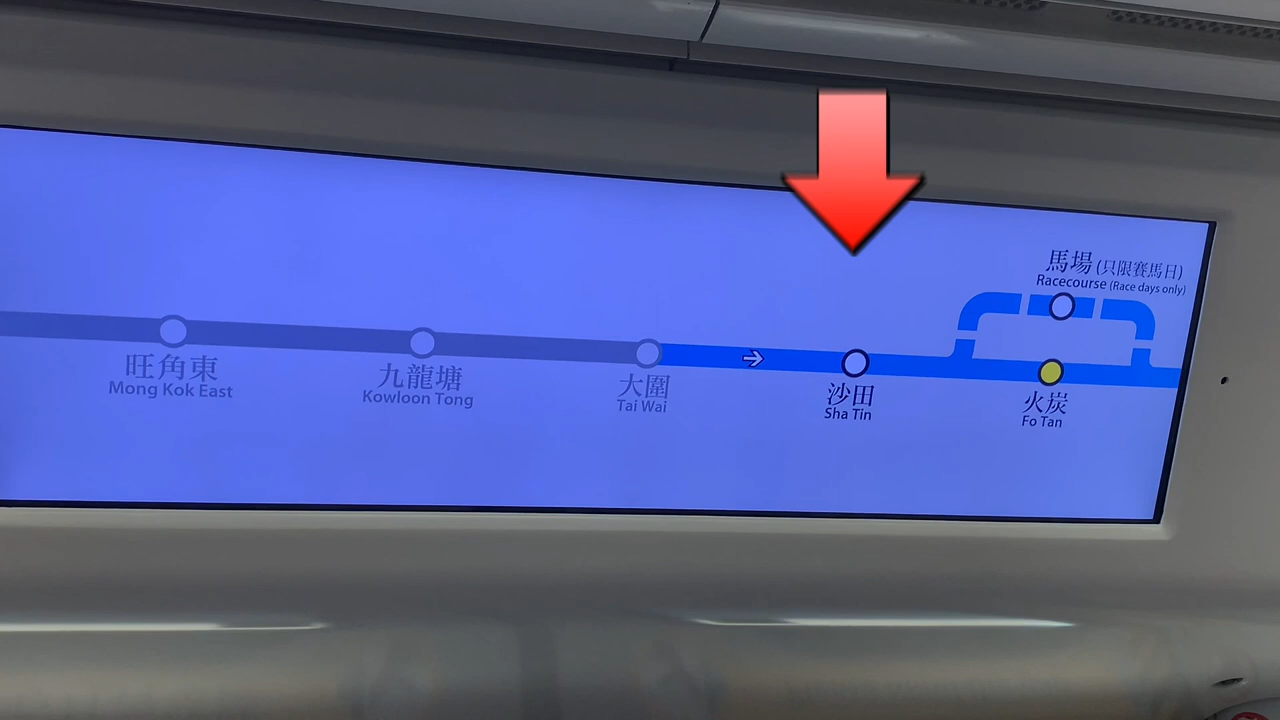 馬場 (只限賽馬日)
Racecourse (Race days only)
旺角東
Mong Kok East
九龍塘
Kowloon Tong
大圍
Tai Wai
沙田
Sha Tin
火炭
Fo Tan